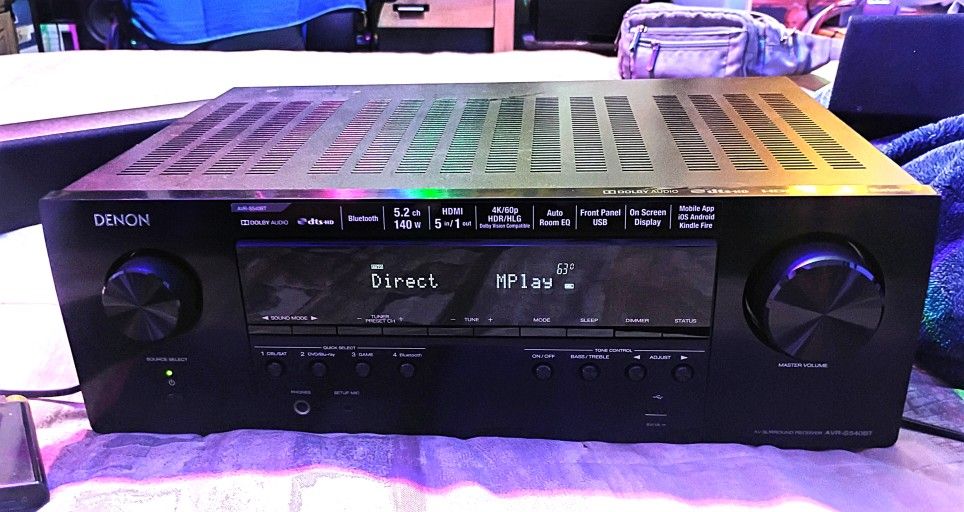 DOLBY AUDIO dts-HD
DENON
AVR-S540BT
DOLBY AUDIO dts-HD
Bluetooth
5.2 ch
140 W
HDMI
5 in/1 out
4K/60p
HDR/HLG
Dolby Vision Compatible
Auto
Room EQ
Front Panel
USB
On Screen
Display
Mobile App
iOS Android
Kindle Fire
63°
Direct MPlay
◄ SOUND MODE ►
TUNER
− PRESET CH +
− TUNE +
MODE
SLEEP
DIMMER
STATUS
SOURCE SELECT
QUICK SELECT
1 CBL/SAT 2 DVD/Blu-ray 3 GAME 4 Bluetooth
TONE CONTROL
ON/OFF BASS/TREBLE ◄ ADJUST ►
MASTER VOLUME
PHONES
SETUP MIC
AV SURROUND RECEIVER AVR-S540BT